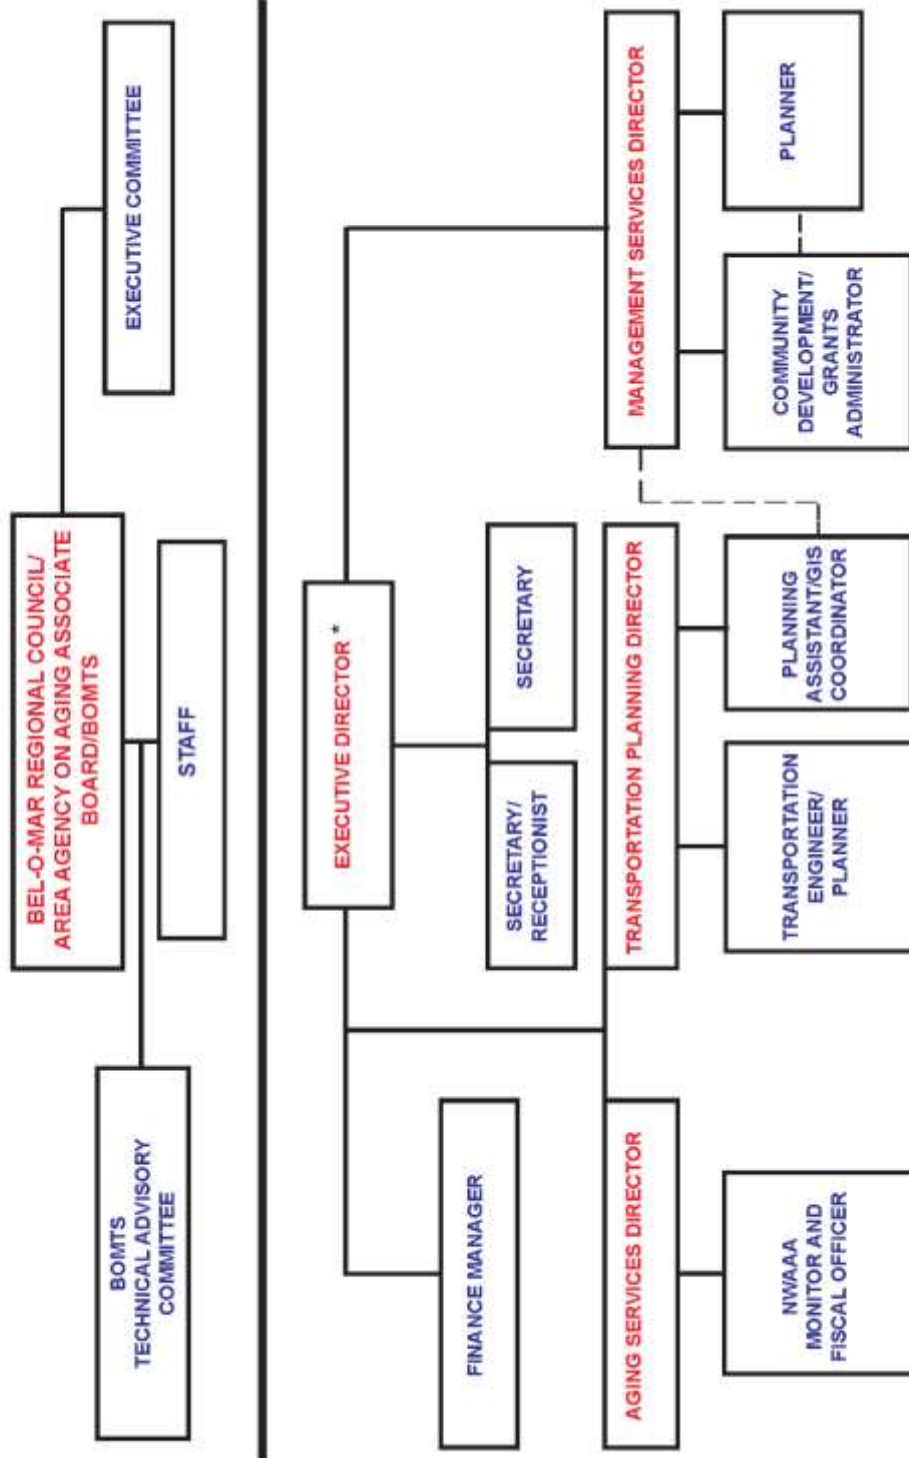 BEL-O-MAR REGIONAL COUNCIL/
AREA AGENCY ON AGING ASSOCIATE
BOARD/BOMTS
BOMTS
TECHNICAL ADVISORY
COMMITTEE
STAFF
EXECUTIVE COMMITTEE
EXECUTIVE DIRECTOR *
FINANCE MANAGER
SECRETARY/
RECEPTIONIST
SECRETARY
AGING SERVICES DIRECTOR
TRANSPORTATION PLANNING DIRECTOR
MANAGEMENT SERVICES DIRECTOR
NWAAA
MONITOR AND
FISCAL OFFICER
TRANSPORTATION
ENGINEER/
PLANNER
PLANNING
ASSISTANT/GIS
COORDINATOR
COMMUNITY
DEVELOPMENT/
GRANTS
ADMINISTRATOR
PLANNER